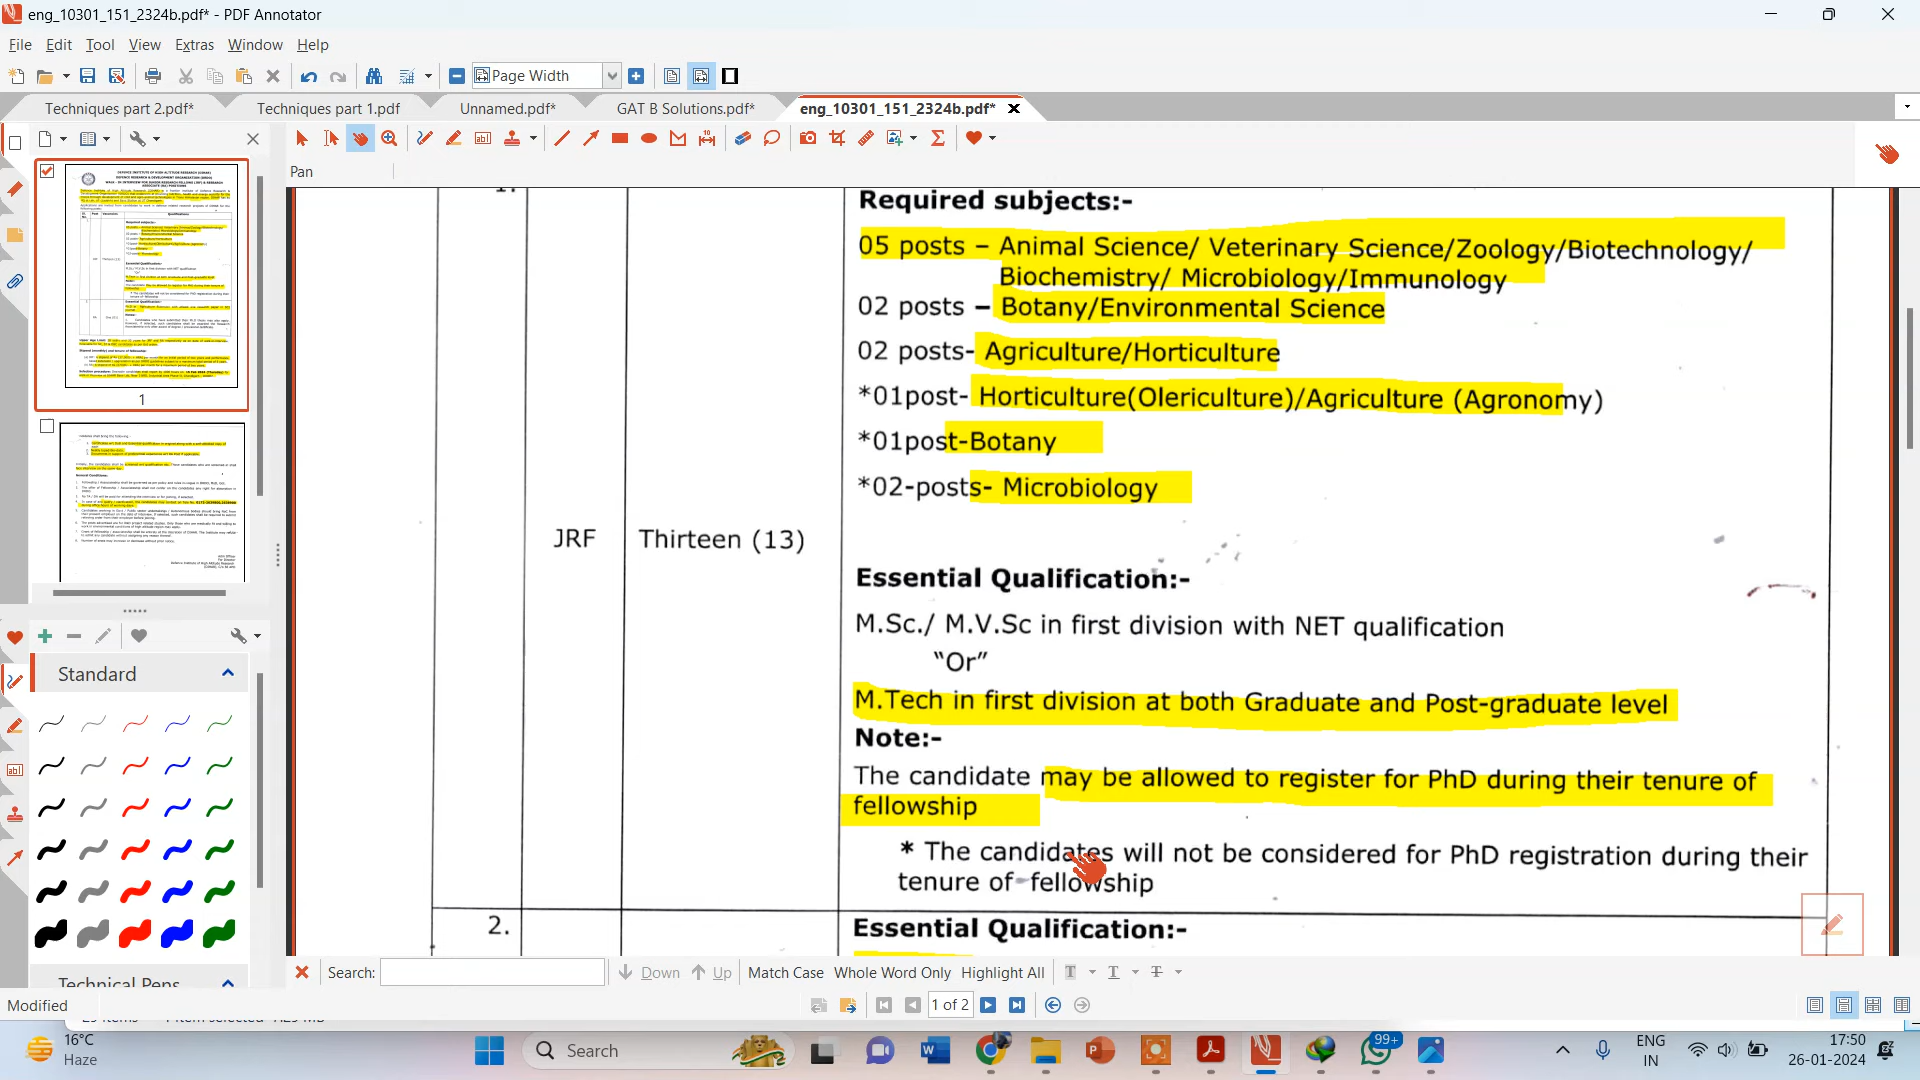 eng_10301_151_2324b.pdf* - PDF Annotator
File Edit Tool View Extras Window Help
Page Width
Techniques part 2.pdf* Techniques part 1.pdf Unnamed.pdf* GAT B Solutions.pdf* eng_10301_151_2324b.pdf*
Pan
Required subjects:-
05 posts – Animal Science/ Veterinary Science/Zoology/Biotechnology/
Biochemistry/ Microbiology/Immunology
02 posts – Botany/Environmental Science
02 posts- Agriculture/Horticulture
*01post- Horticulture(Olericulture)/Agriculture (Agronomy)
*01post-Botany
*02-posts- Microbiology
JRF Thirteen (13)
Essential Qualification:-
M.Sc./ M.V.Sc in first division with NET qualification
“Or”
M.Tech in first division at both Graduate and Post-graduate level
Note:-
The candidate may be allowed to register for PhD during their tenure of
fellowship
* The candidates will not be considered for PhD registration during their
tenure of fellowship
2. Essential Qualification:-
1
Standard
Technical Pens
Search: Down Up Match Case Whole Word Only Highlight All
Modified
1 of 2
16°C
Haze
Search
99+
ENG
IN
17:50
26-01-2024